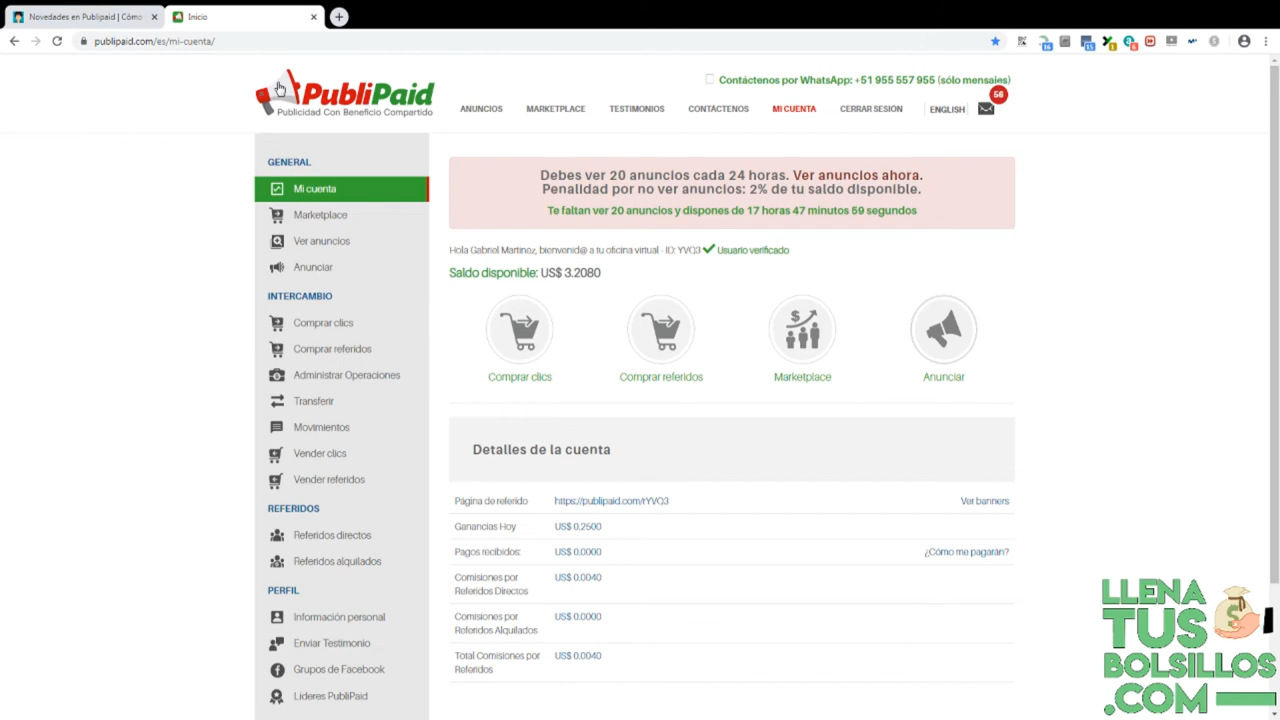 Novedades en Publipaid | Cómo
Inicio
publipaid.com/es/mi-cuenta/
PubliPaid
Publicidad Con Beneficio Compartido
Contáctenos por WhatsApp: +51 955 557 955 (sólo mensajes)
ANUNCIOS MARKETPLACE TESTIMONIOS CONTÁCTENOS MI CUENTA CERRAR SESIÓN ENGLISH 56
GENERAL
Mi cuenta
Marketplace
Ver anuncios
Anunciar
INTERCAMBIO
Comprar clics
Comprar referidos
Administrar Operaciones
Transferir
Movimientos
Vender clics
Vender referidos
REFERIDOS
Referidos directos
Referidos alquilados
PERFIL
Información personal
Enviar Testimonio
Grupos de Facebook
Líderes PubliPaid
Debes ver 20 anuncios cada 24 horas. Ver anuncios ahora.
Penalidad por no ver anuncios: 2% de tu saldo disponible.
Te faltan ver 20 anuncios y dispones de 17 horas 47 minutos 59 segundos
Hola Gabriel Martinez, bienvenid@ a tu oficina virtual - ID: YVQ3 Usuario verificado
Saldo disponible: US$ 3.2080
Comprar clics
Comprar referidos
Marketplace
Anunciar
Detalles de la cuenta
Página de referido https://publipaid.com/rYVQ3 Ver banners
Ganancias Hoy US$ 0.2500
Pagos recibidos: US$ 0.0000 ¿Cómo me pagarán?
Comisiones por US$ 0.0040
Referidos Directos
Comisiones por US$ 0.0000
Referidos Alquilados
Total Comisiones por US$ 0.0040
Referidos
LLENA
TUS
BOLSILLOS
.COM